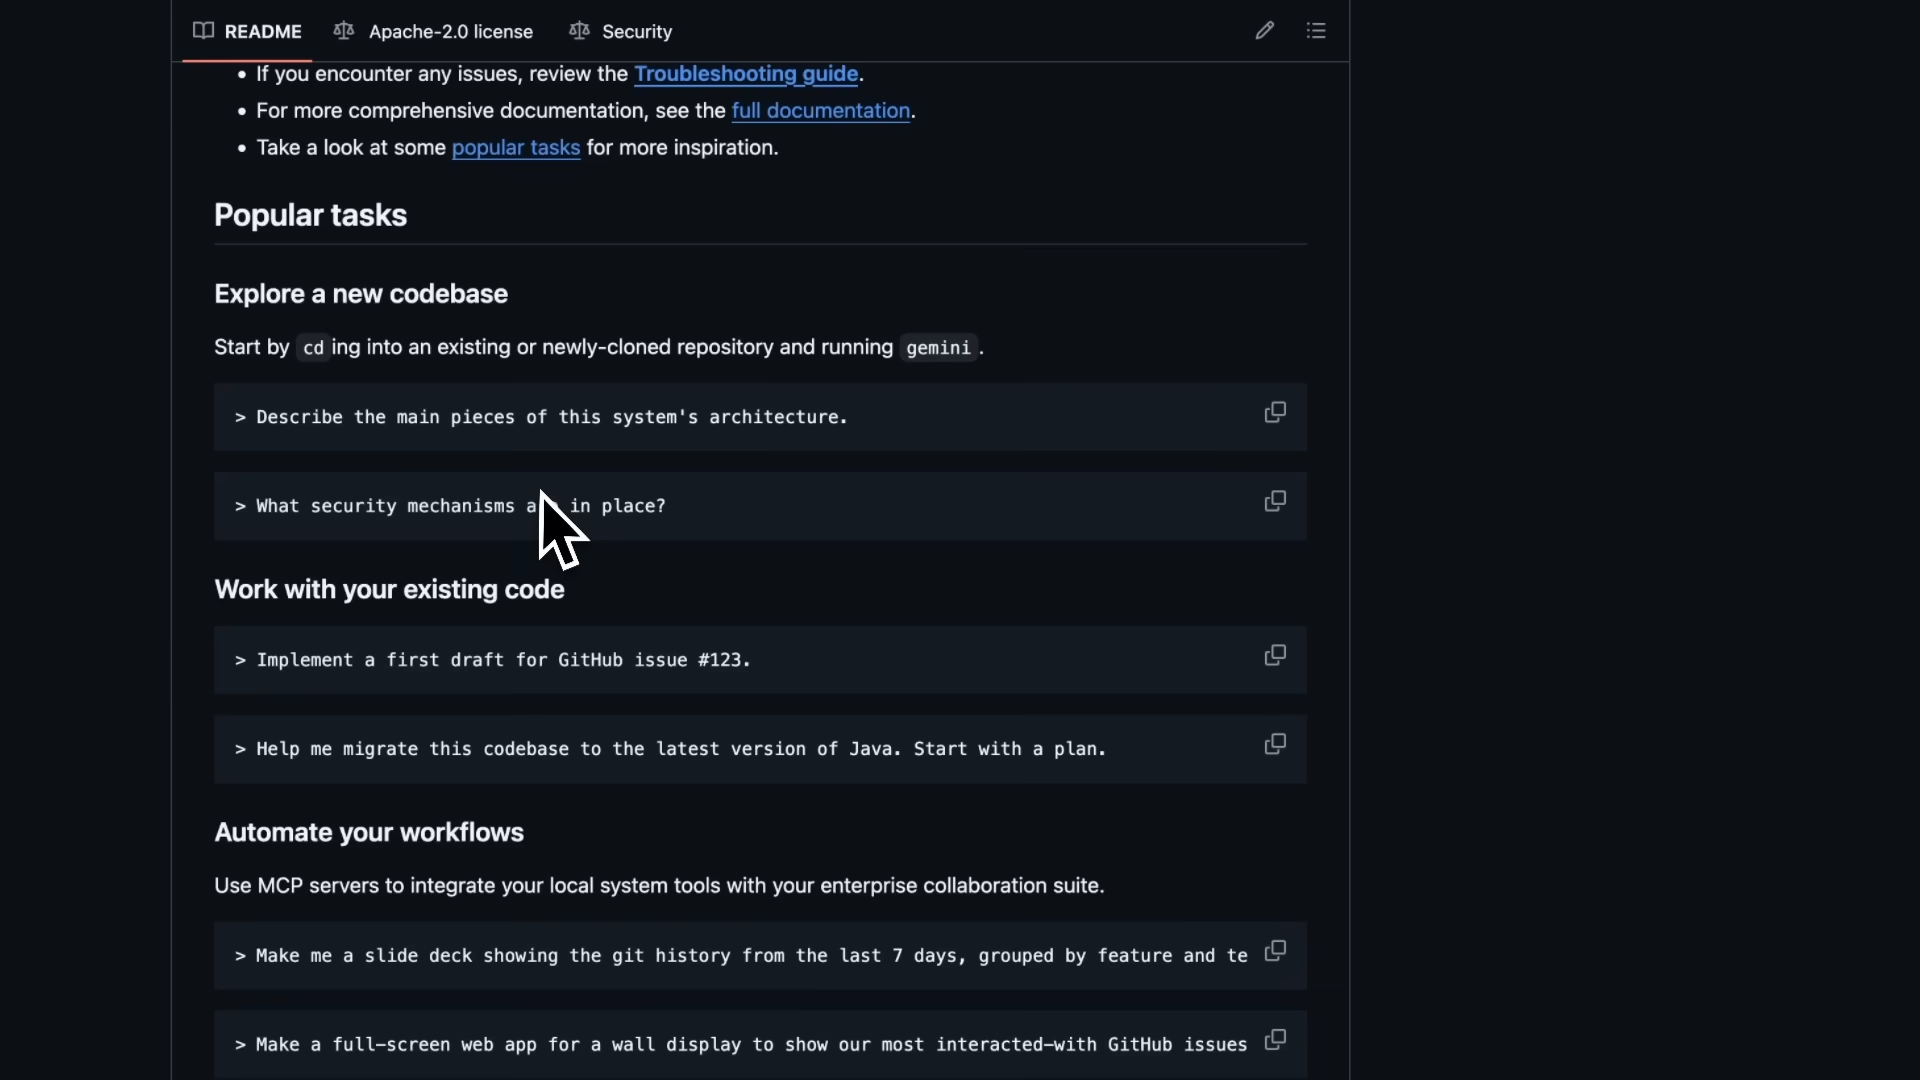 README Apache-2.0 license Security
• If you encounter any issues, review the Troubleshooting guide.
• For more comprehensive documentation, see the full documentation.
• Take a look at some popular tasks for more inspiration.
Popular tasks
Explore a new codebase
Start by cd ing into an existing or newly-cloned repository and running gemini .
> Describe the main pieces of this system's architecture.
> What security mechanisms in place?
Work with your existing code
> Implement a first draft for GitHub issue #123.
> Help me migrate this codebase to the latest version of Java. Start with a plan.
Automate your workflows
Use MCP servers to integrate your local system tools with your enterprise collaboration suite.
> Make me a slide deck showing the git history from the last 7 days, grouped by feature and te
> Make a full-screen web app for a wall display to show our most interacted-with GitHub issues